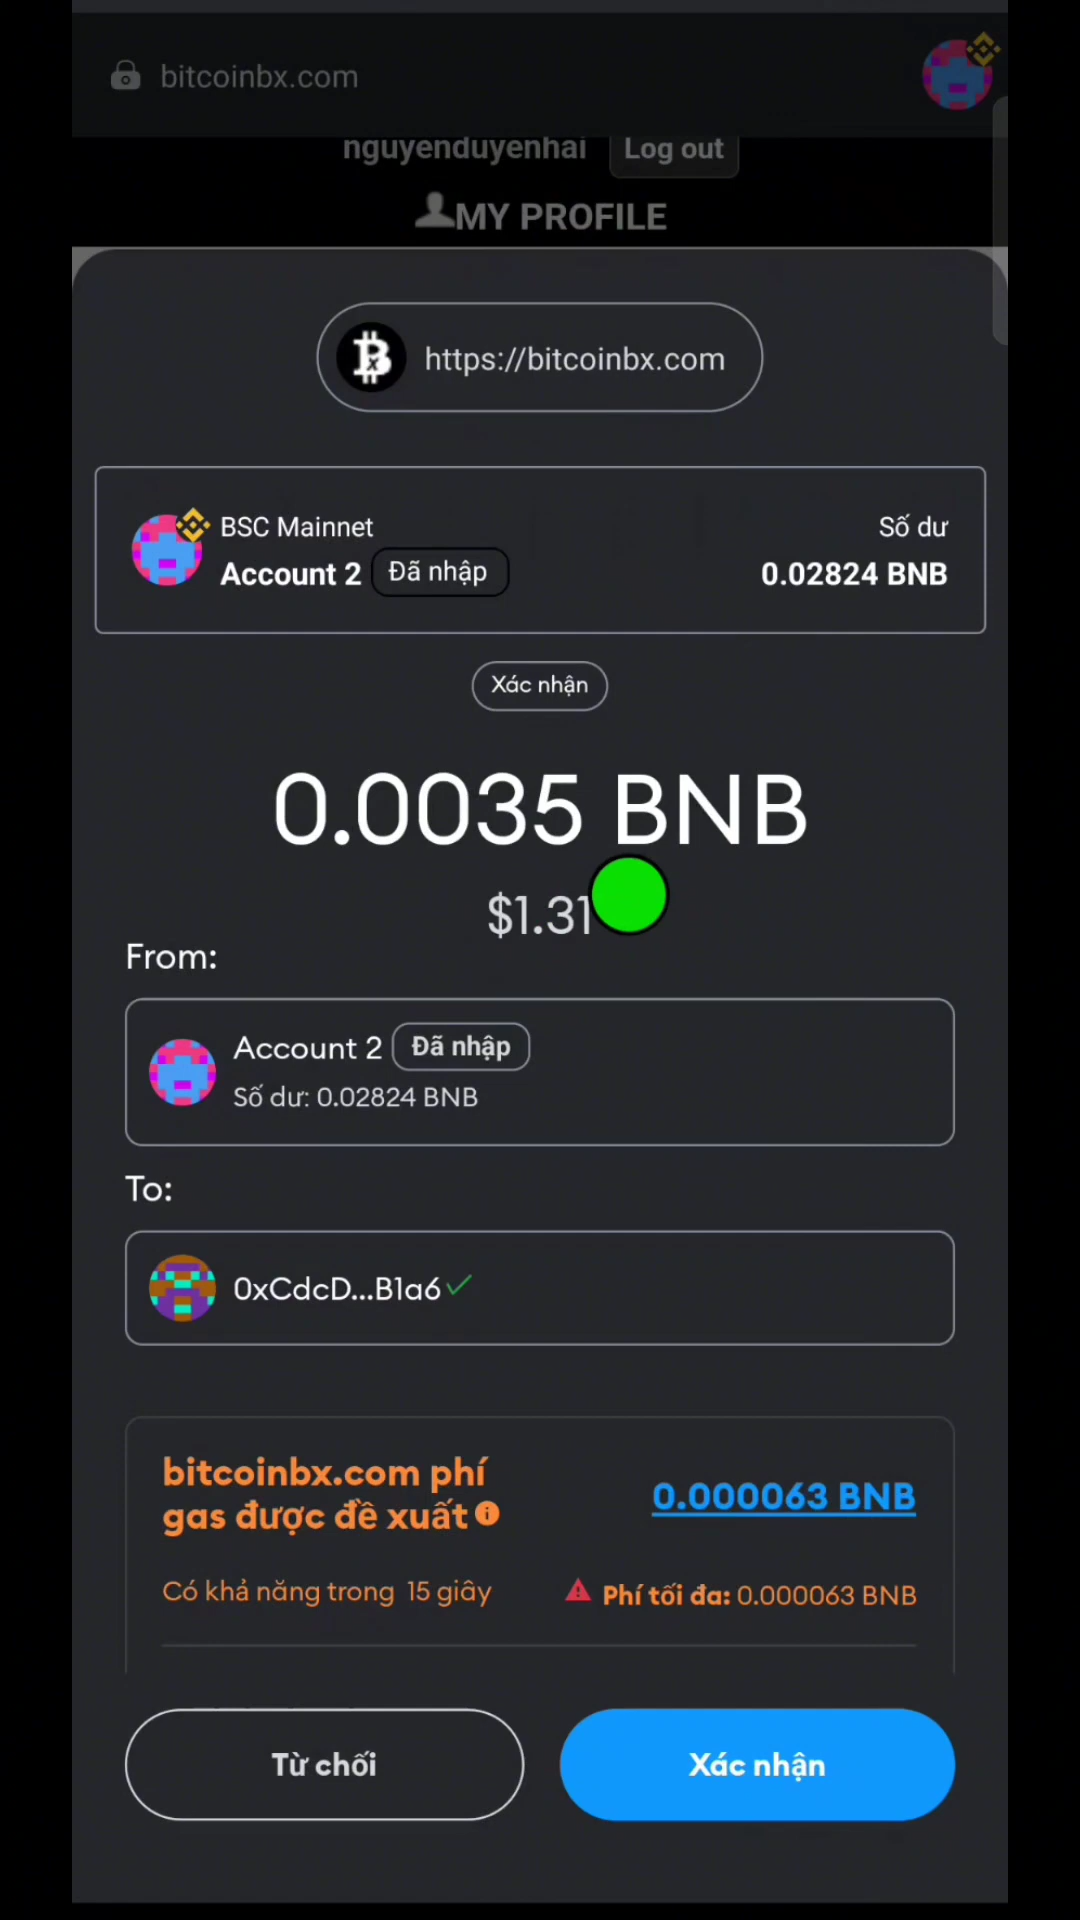 bitcoinbx.com
nguyenduyenhai Log out
MY PROFILE
https://bitcoinbx.com
BSC Mainnet Số dư
Account 2 Đã nhập 0.02824 BNB
Xác nhận
0.0035 BNB
$1.31
From:
Account 2 Đã nhập
Số dư: 0.02824 BNB
To:
0xCdcD...B1a6
bitcoinbx.com phí
gas được đề xuất 0.000063 BNB
Có khả năng trong 15 giây Phí tối đa: 0.000063 BNB
Từ chối Xác nhận